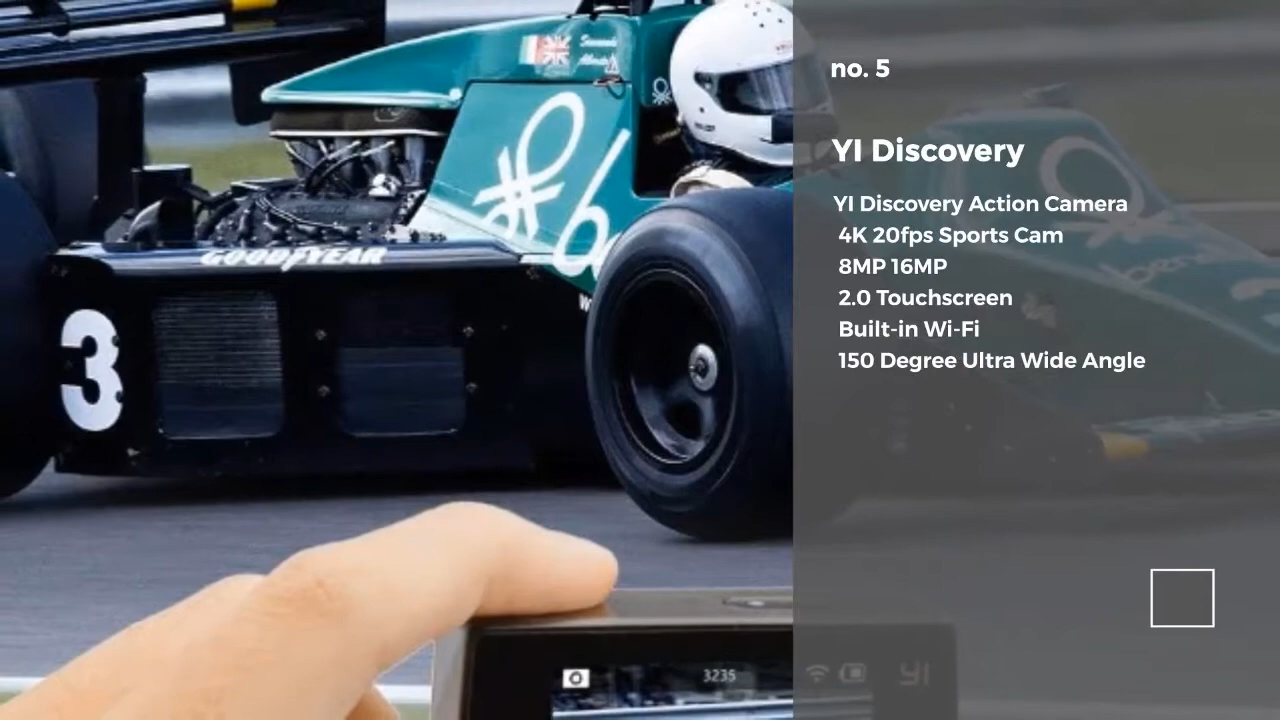 no. 5
YI Discovery
YI Discovery Action Camera
4K 20fps Sports Cam
8MP 16MP
2.0 Touchscreen
Built-in Wi-Fi
150 Degree Ultra Wide Angle
GOODYEAR
3
3235
YI